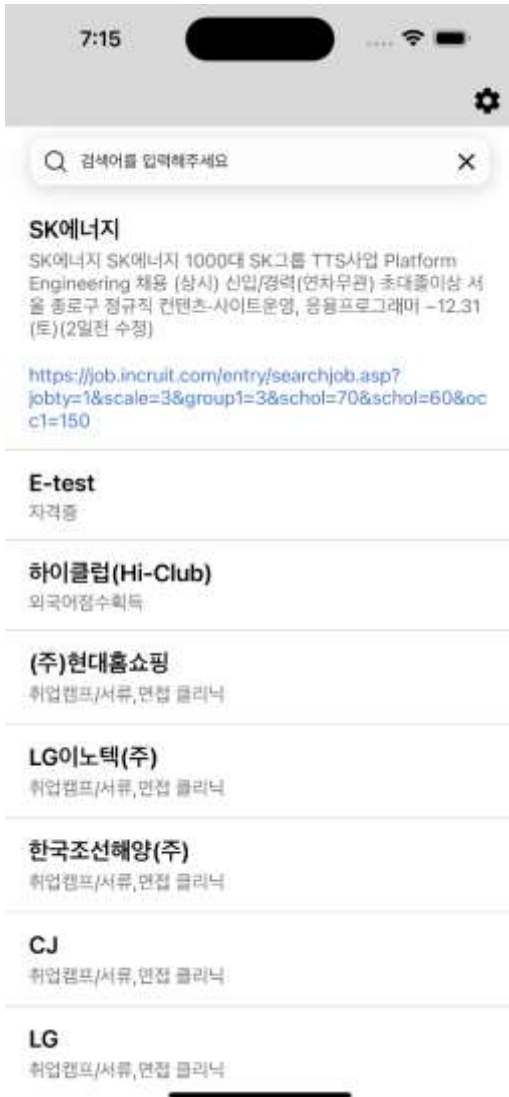 7:15
검색어를 입력해주세요
SK에너지
SK에너지 SK에너지 1000대 SK그룹 TTS사업 Platform
Engineering 채용 (상시) 신입/경력(연차무관) 초대졸이상 서
울 종로구 정규직 컨텐츠·사이트운영, 응용프로그래머 ~12.31
(토)(2일전 수정)
https://job.incruit.com/entry/searchjob.asp?
jobty=1&scale=3&group1=3&schol=70&schol=60&oc
c1=150
E-test
자격증
하이클럽(Hi-Club)
외국어점수획득
(주)현대홈쇼핑
취업캠프/서류,면접 클리닉
LG이노텍(주)
취업캠프/서류,면접 클리닉
한국조선해양(주)
취업캠프/서류,면접 클리닉
CJ
취업캠프/서류,면접 클리닉
LG
취업캠프/서류,면접 클리닉